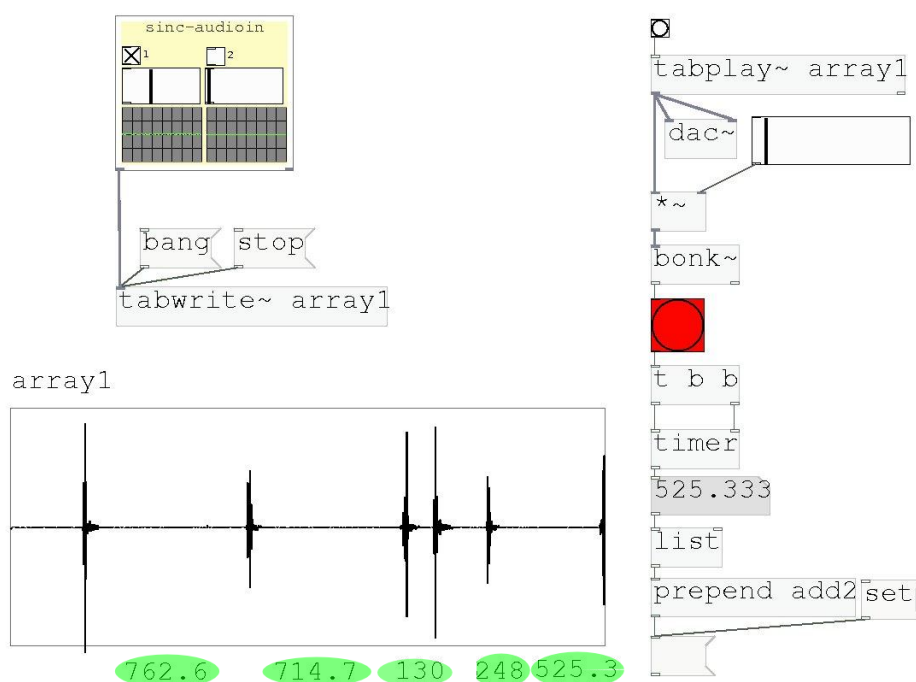 sinc-audioin
1 2
bang stop
tabwrite~ array1
array1
762.6 714.7 130 248 525.3
tabplay~ array1
dac~
*~
bonk~
t b b
timer
525.333
list
prepend add2 set